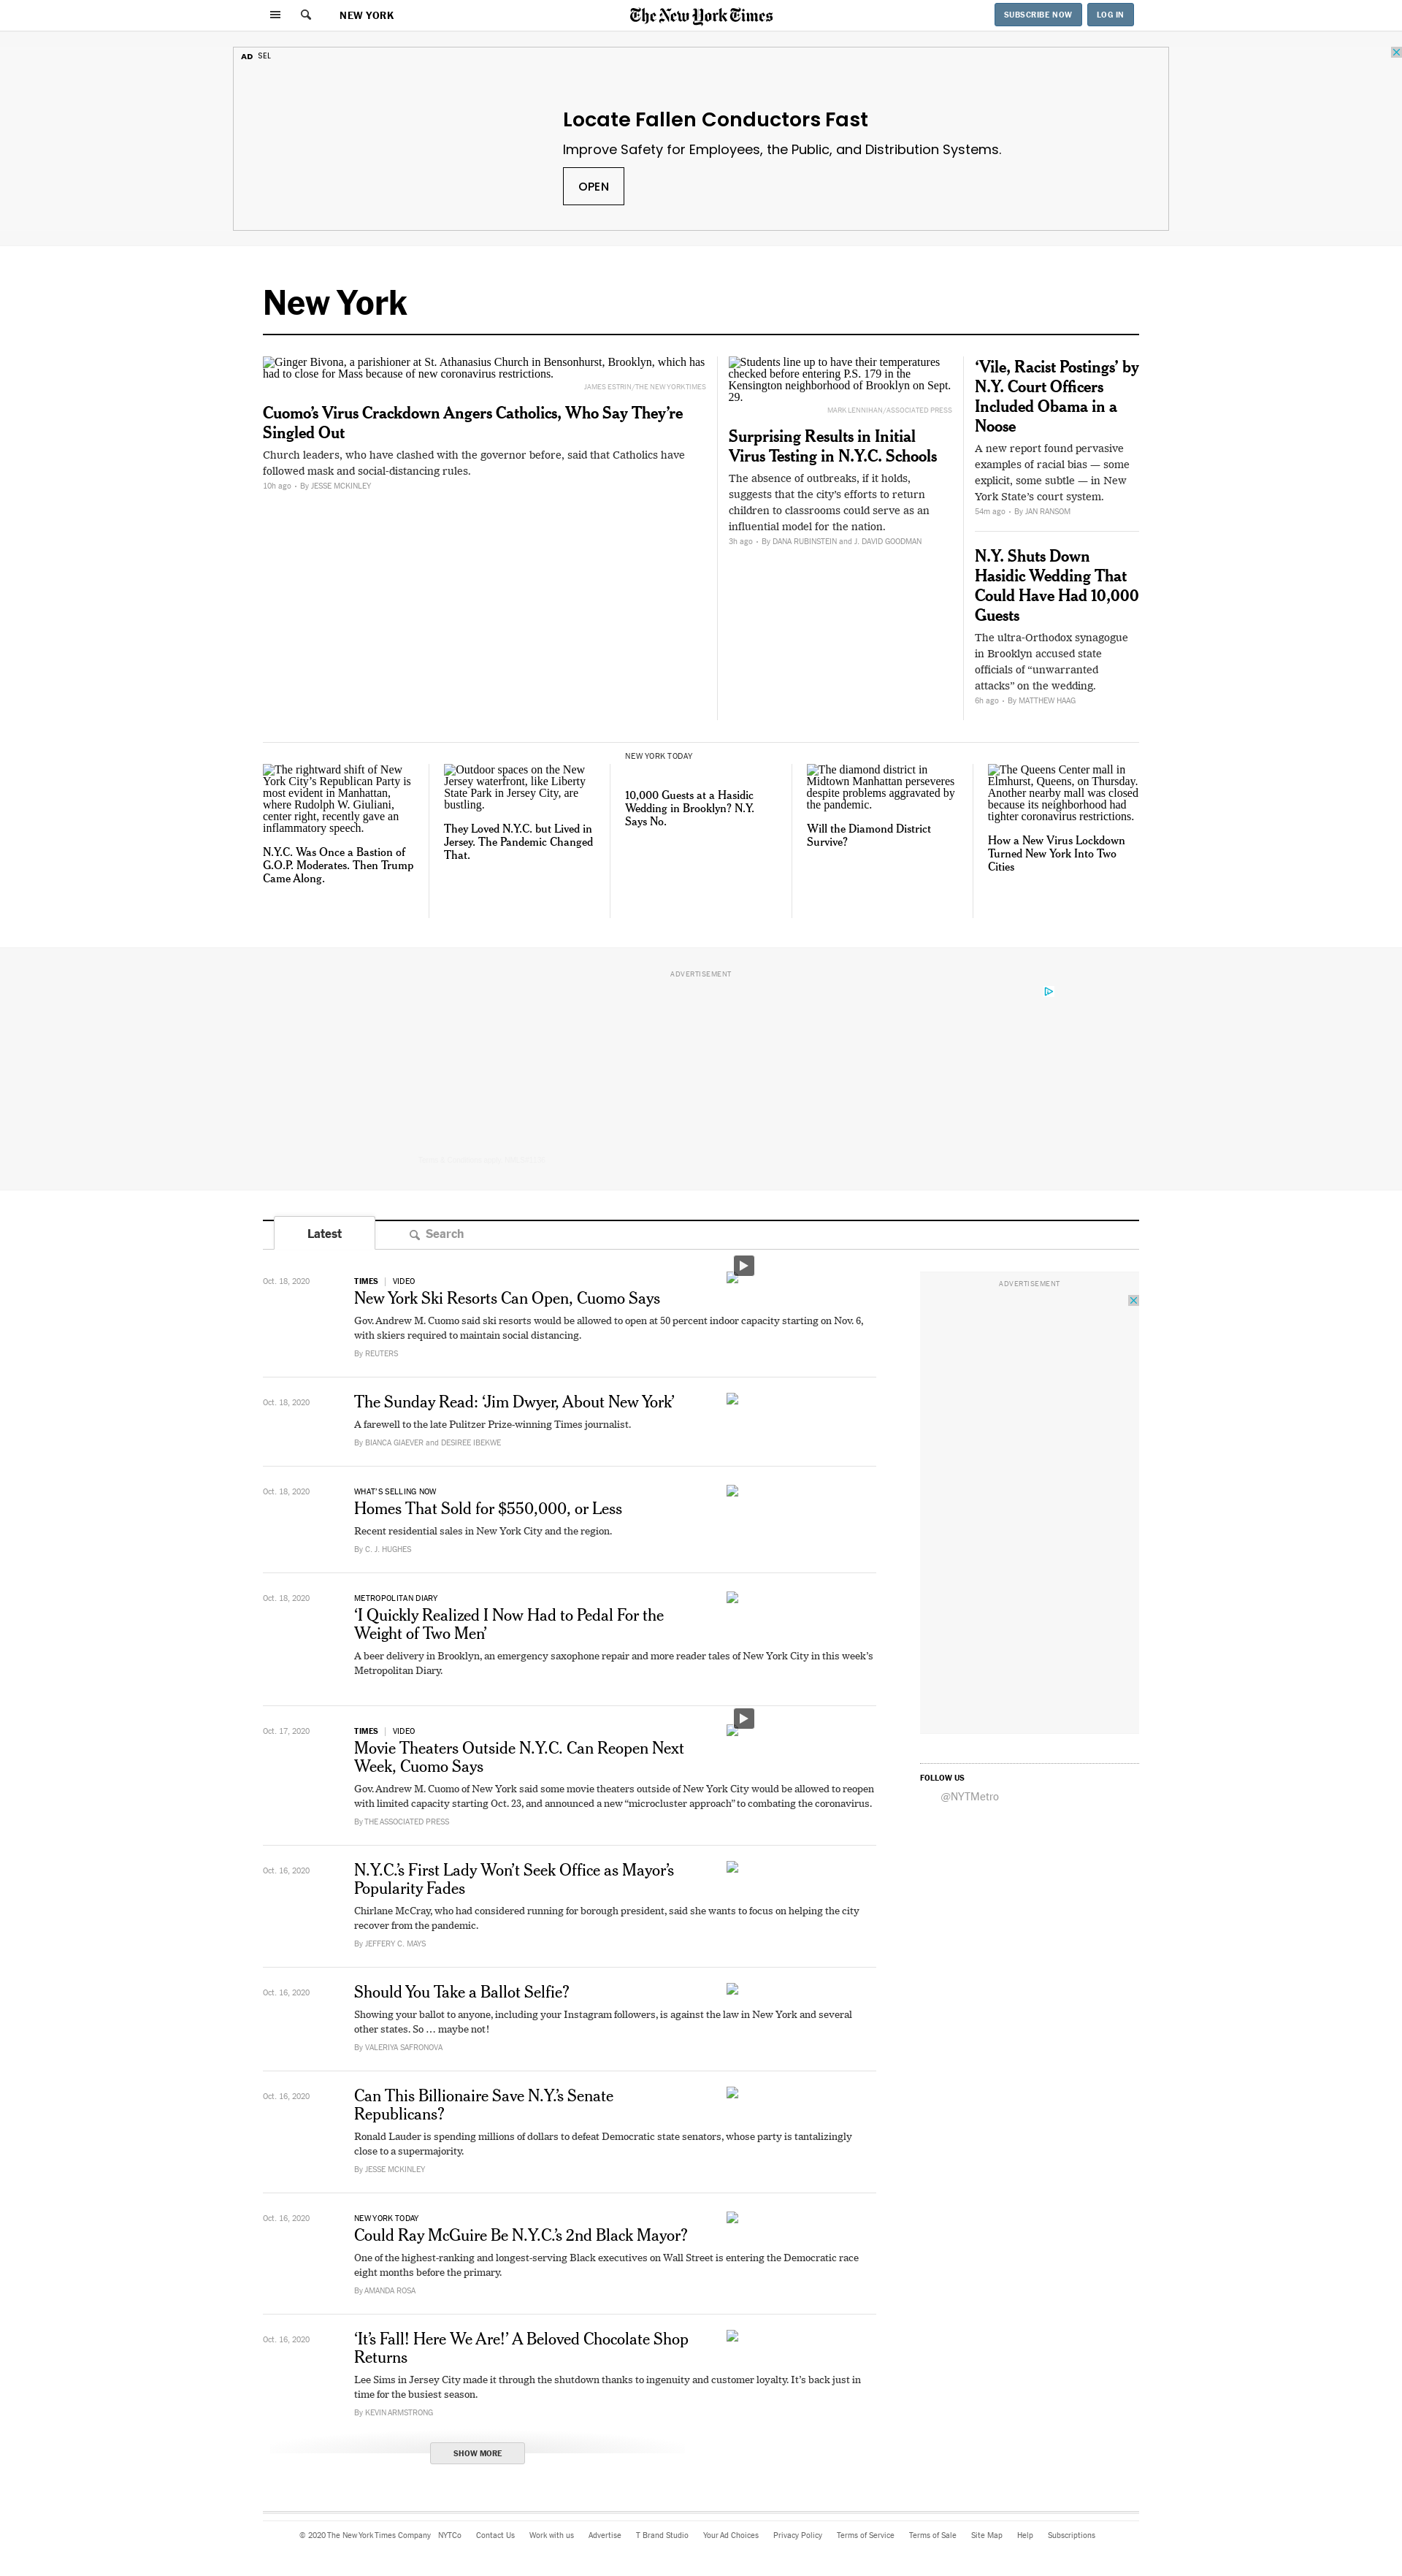 NEW YORK
The New York Times
SUBSCRIBE NOW
LOG IN
AD SEL
Locate Fallen Conductors Fast
Improve Safety for Employees, the Public, and Distribution Systems.
OPEN
New York
Ginger Bivona, a parishioner at St. Athanasius Church in Bensonhurst, Brooklyn, which has
had to close for Mass because of new coronavirus restrictions.
JAMES ESTRIN/THE NEW YORK TIMES
Cuomo’s Virus Crackdown Angers Catholics, Who Say They’re
Singled Out
Church leaders, who have clashed with the governor before, said that Catholics have
followed mask and social-distancing rules.
10h ago • By JESSE MCKINLEY
Students line up to have their temperatures
checked before entering P.S. 179 in the
Kensington neighborhood of Brooklyn on Sept.
29.
MARK LENNIHAN/ASSOCIATED PRESS
Surprising Results in Initial
Virus Testing in N.Y.C. Schools
The absence of outbreaks, if it holds,
suggests that the city’s efforts to return
children to classrooms could serve as an
influential model for the nation.
3h ago • By DANA RUBINSTEIN and J. DAVID GOODMAN
‘Vile, Racist Postings’ by
N.Y. Court Officers
Included Obama in a
Noose
A new report found pervasive
examples of racial bias — some
explicit, some subtle — in New
York State’s court system.
54m ago • By JAN RANSOM
N.Y. Shuts Down
Hasidic Wedding That
Could Have Had 10,000
Guests
The ultra-Orthodox synagogue
in Brooklyn accused state
officials of “unwarranted
attacks” on the wedding.
6h ago • By MATTHEW HAAG
The rightward shift of New
York City’s Republican Party is
most evident in Manhattan,
where Rudolph W. Giuliani,
center right, recently gave an
inflammatory speech.
N.Y.C. Was Once a Bastion of
G.O.P. Moderates. Then Trump
Came Along.
Outdoor spaces on the New
Jersey waterfront, like Liberty
State Park in Jersey City, are
bustling.
They Loved N.Y.C. but Lived in
Jersey. The Pandemic Changed
That.
NEW YORK TODAY
10,000 Guests at a Hasidic
Wedding in Brooklyn? N.Y.
Says No.
The diamond district in
Midtown Manhattan perseveres
despite problems aggravated by
the pandemic.
Will the Diamond District
Survive?
The Queens Center mall in
Elmhurst, Queens, on Thursday.
Another nearby mall was closed
because its neighborhood had
tighter coronavirus restrictions.
How a New Virus Lockdown
Turned New York Into Two
Cities
ADVERTISEMENT
Latest
Search
Oct. 18, 2020
TIMES | VIDEO
New York Ski Resorts Can Open, Cuomo Says
Gov. Andrew M. Cuomo said ski resorts would be allowed to open at 50 percent indoor capacity starting on Nov. 6,
with skiers required to maintain social distancing.
By REUTERS
Oct. 18, 2020
The Sunday Read: ‘Jim Dwyer, About New York’
A farewell to the late Pulitzer Prize-winning Times journalist.
By BIANCA GIAEVER and DESIREE IBEKWE
Oct. 18, 2020
WHAT’S SELLING NOW
Homes That Sold for $550,000, or Less
Recent residential sales in New York City and the region.
By C. J. HUGHES
Oct. 18, 2020
METROPOLITAN DIARY
‘I Quickly Realized I Now Had to Pedal For the
Weight of Two Men’
A beer delivery in Brooklyn, an emergency saxophone repair and more reader tales of New York City in this week’s
Metropolitan Diary.
Oct. 17, 2020
TIMES | VIDEO
Movie Theaters Outside N.Y.C. Can Reopen Next
Week, Cuomo Says
Gov. Andrew M. Cuomo of New York said some movie theaters outside of New York City would be allowed to reopen
with limited capacity starting Oct. 23, and announced a new “microcluster approach” to combating the coronavirus.
By THE ASSOCIATED PRESS
Oct. 16, 2020
N.Y.C.’s First Lady Won’t Seek Office as Mayor’s
Popularity Fades
Chirlane McCray, who had considered running for borough president, said she wants to focus on helping the city
recover from the pandemic.
By JEFFERY C. MAYS
Oct. 16, 2020
Should You Take a Ballot Selfie?
Showing your ballot to anyone, including your Instagram followers, is against the law in New York and several
other states. So … maybe not!
By VALERIYA SAFRONOVA
Oct. 16, 2020
Can This Billionaire Save N.Y.’s Senate
Republicans?
Ronald Lauder is spending millions of dollars to defeat Democratic state senators, whose party is tantalizingly
close to a supermajority.
By JESSE MCKINLEY
Oct. 16, 2020
NEW YORK TODAY
Could Ray McGuire Be N.Y.C.’s 2nd Black Mayor?
One of the highest-ranking and longest-serving Black executives on Wall Street is entering the Democratic race
eight months before the primary.
By AMANDA ROSA
Oct. 16, 2020
‘It’s Fall! Here We Are!’ A Beloved Chocolate Shop
Returns
Lee Sims in Jersey City made it through the shutdown thanks to ingenuity and customer loyalty. It’s back just in
time for the busiest season.
By KEVIN ARMSTRONG
SHOW MORE
ADVERTISEMENT
FOLLOW US
@NYTMetro
© 2020 The New York Times Company NYTCo Contact Us Work with us Advertise T Brand Studio Your Ad Choices Privacy Policy Terms of Service Terms of Sale Site Map Help Subscriptions